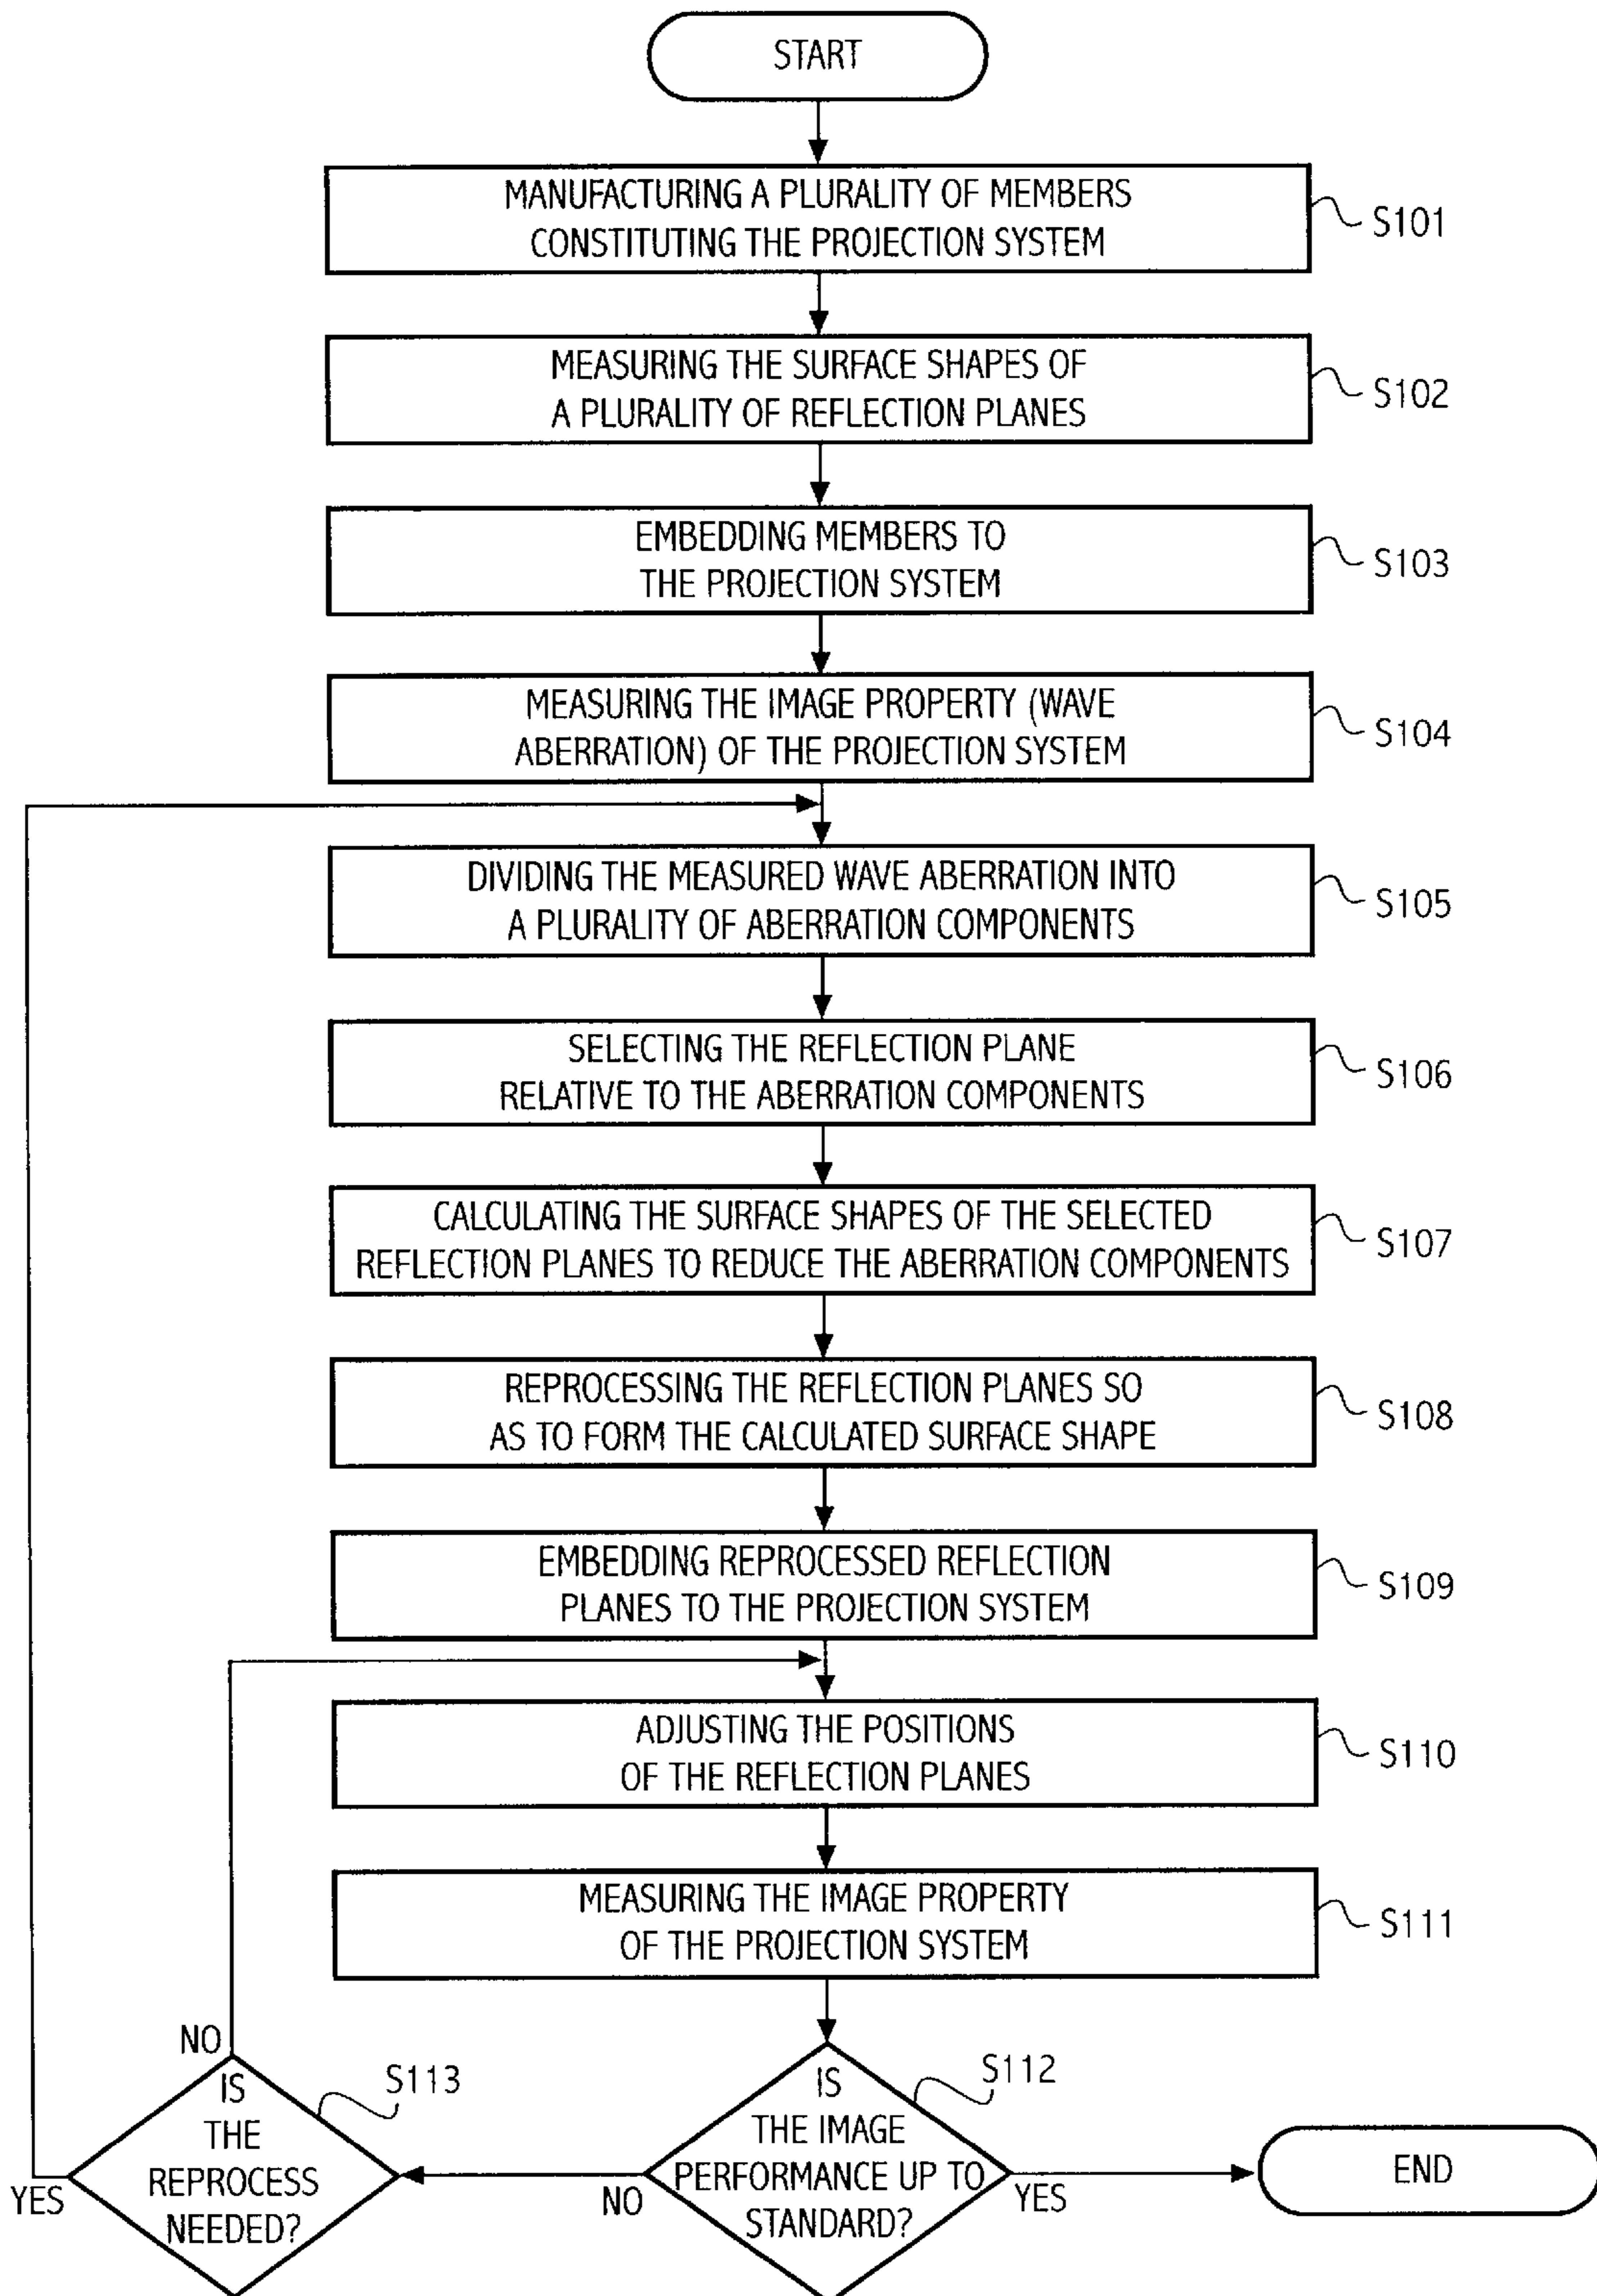 START
MANUFACTURING A PLURALITY OF MEMBERS
CONSTITUTING THE PROJECTION SYSTEM
S101
MEASURING THE SURFACE SHAPES OF
A PLURALITY OF REFLECTION PLANES
S102
EMBEDDING MEMBERS TO
THE PROJECTION SYSTEM
S103
MEASURING THE IMAGE PROPERTY (WAVE
ABERRATION) OF THE PROJECTION SYSTEM
S104
DIVIDING THE MEASURED WAVE ABERRATION INTO
A PLURALITY OF ABERRATION COMPONENTS
S105
SELECTING THE REFLECTION PLANE
RELATIVE TO THE ABERRATION COMPONENTS
S106
CALCULATING THE SURFACE SHAPES OF THE SELECTED
REFLECTION PLANES TO REDUCE THE ABERRATION COMPONENTS
S107
REPROCESSING THE REFLECTION PLANES SO
AS TO FORM THE CALCULATED SURFACE SHAPE
S108
EMBEDDING REPROCESSED REFLECTION
PLANES TO THE PROJECTION SYSTEM
S109
ADJUSTING THE POSITIONS
OF THE REFLECTION PLANES
S110
MEASURING THE IMAGE PROPERTY
OF THE PROJECTION SYSTEM
S111
NO
IS
THE
REPROCESS
NEEDED?
S113
YES
IS
THE IMAGE
PERFORMANCE UP TO
STANDARD?
S112
NO
YES
END